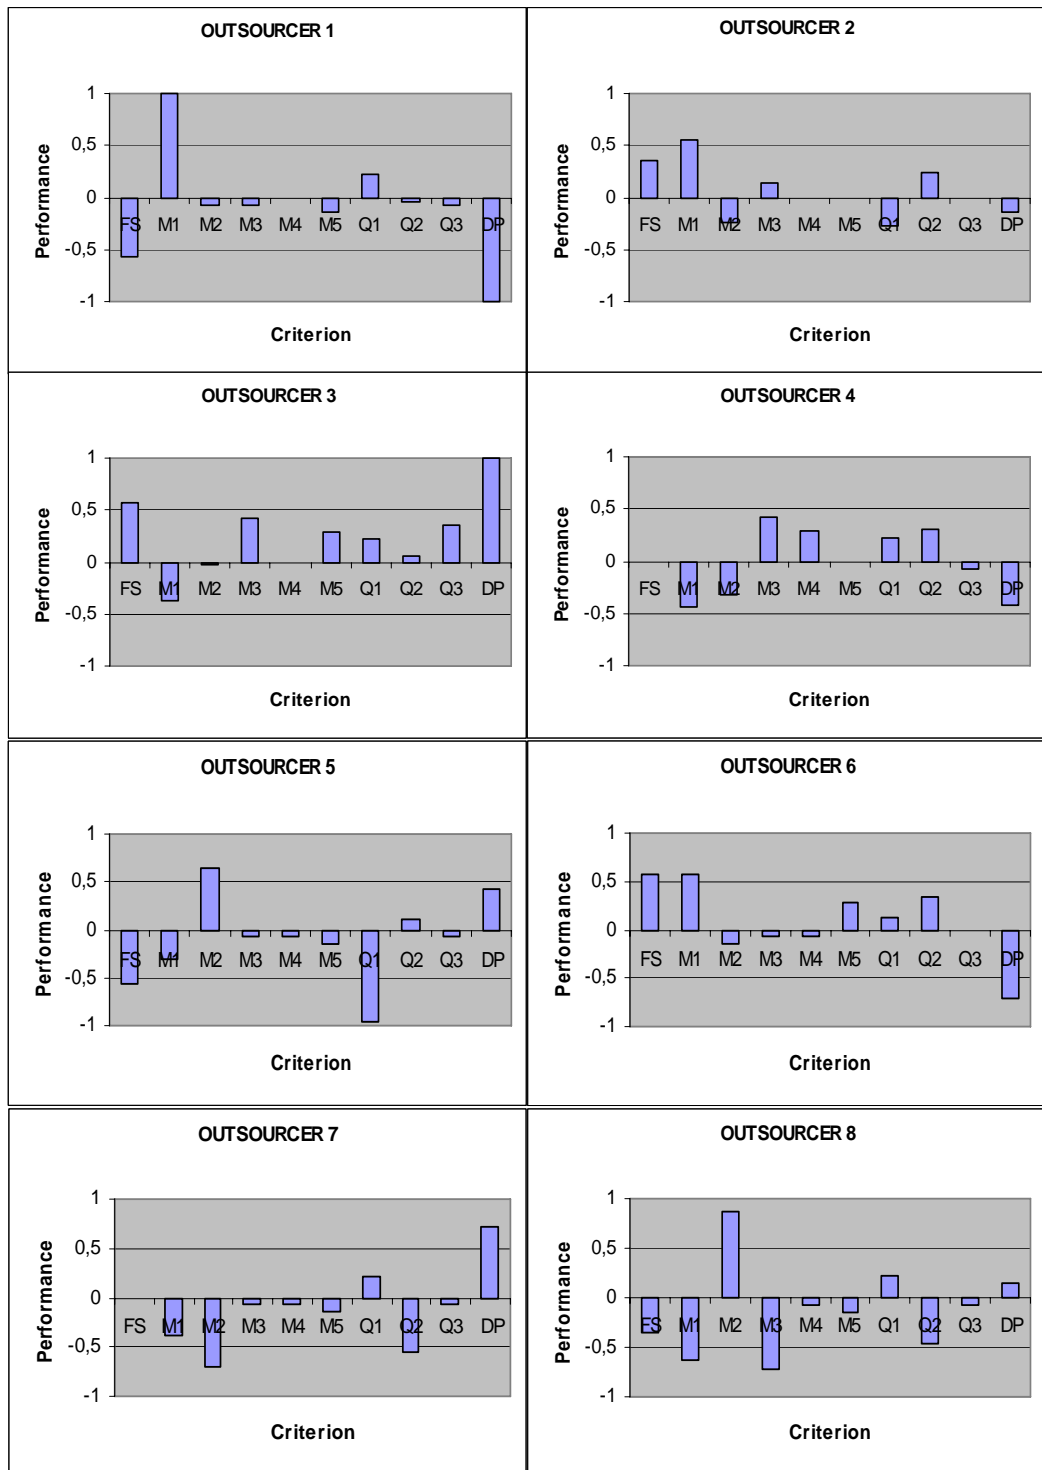 OUTSOURCER 1
1
0,5
0
-0,5
-1
FS M1 M2 M3 M4 M5 Q1 Q2 Q3 DP
Performance
Criterion
OUTSOURCER 2
1
0,5
0
-0,5
-1
FS M1 M2 M3 M4 M5 Q1 Q2 Q3 DP
Performance
Criterion
OUTSOURCER 3
1
0,5
0
-0,5
-1
FS M1 M2 M3 M4 M5 Q1 Q2 Q3 DP
Performance
Criterion
OUTSOURCER 4
1
0,5
0
-0,5
-1
FS M1 M2 M3 M4 M5 Q1 Q2 Q3 DP
Performance
Criterion
OUTSOURCER 5
1
0,5
0
-0,5
-1
FS M1 M2 M3 M4 M5 Q1 Q2 Q3 DP
Performance
Criterion
OUTSOURCER 6
1
0,5
0
-0,5
-1
FS M1 M2 M3 M4 M5 Q1 Q2 Q3 DP
Performance
Criterion
OUTSOURCER 7
1
0,5
0
-0,5
-1
FS M1 M2 M3 M4 M5 Q1 Q2 Q3 DP
Performance
Criterion
OUTSOURCER 8
1
0,5
0
-0,5
-1
FS M1 M2 M3 M4 M5 Q1 Q2 Q3 DP
Performance
Criterion